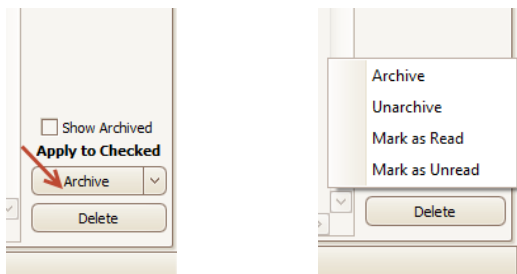 Show Archived
Apply to Checked
Archive
Delete
Archive
Unarchive
Mark as Read
Mark as Unread
Delete